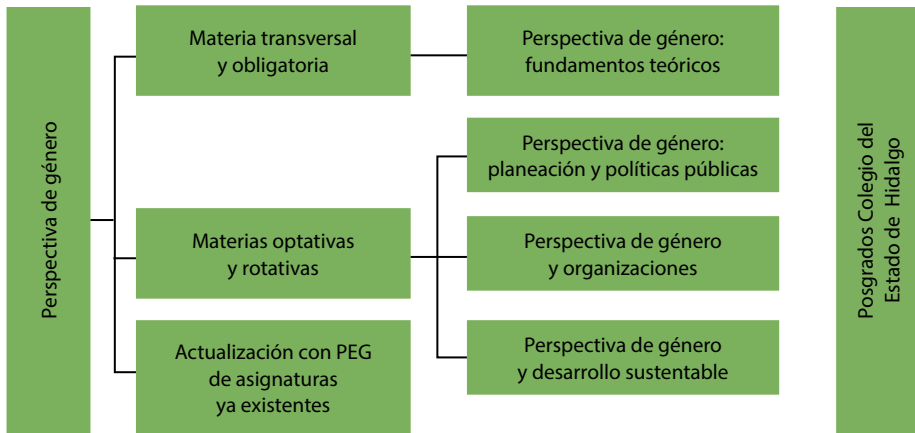 Perspectiva de género
Materia transversal
y obligatoria
Perspectiva de género:
fundamentos teóricos
Materias optativas
y rotativas
Perspectiva de género:
planeación y políticas públicas
Perspectiva de género
y organizaciones
Perspectiva de género
y desarrollo sustentable
Actualización con PEG
de asignaturas
ya existentes
Posgrados Colegio del
Estado de Hidalgo